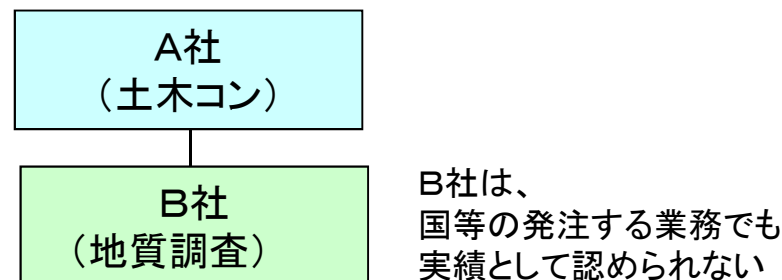 A社
（土木コン）
B社
（地質調査）
B社は、
国等の発注する業務でも
実績として認められない